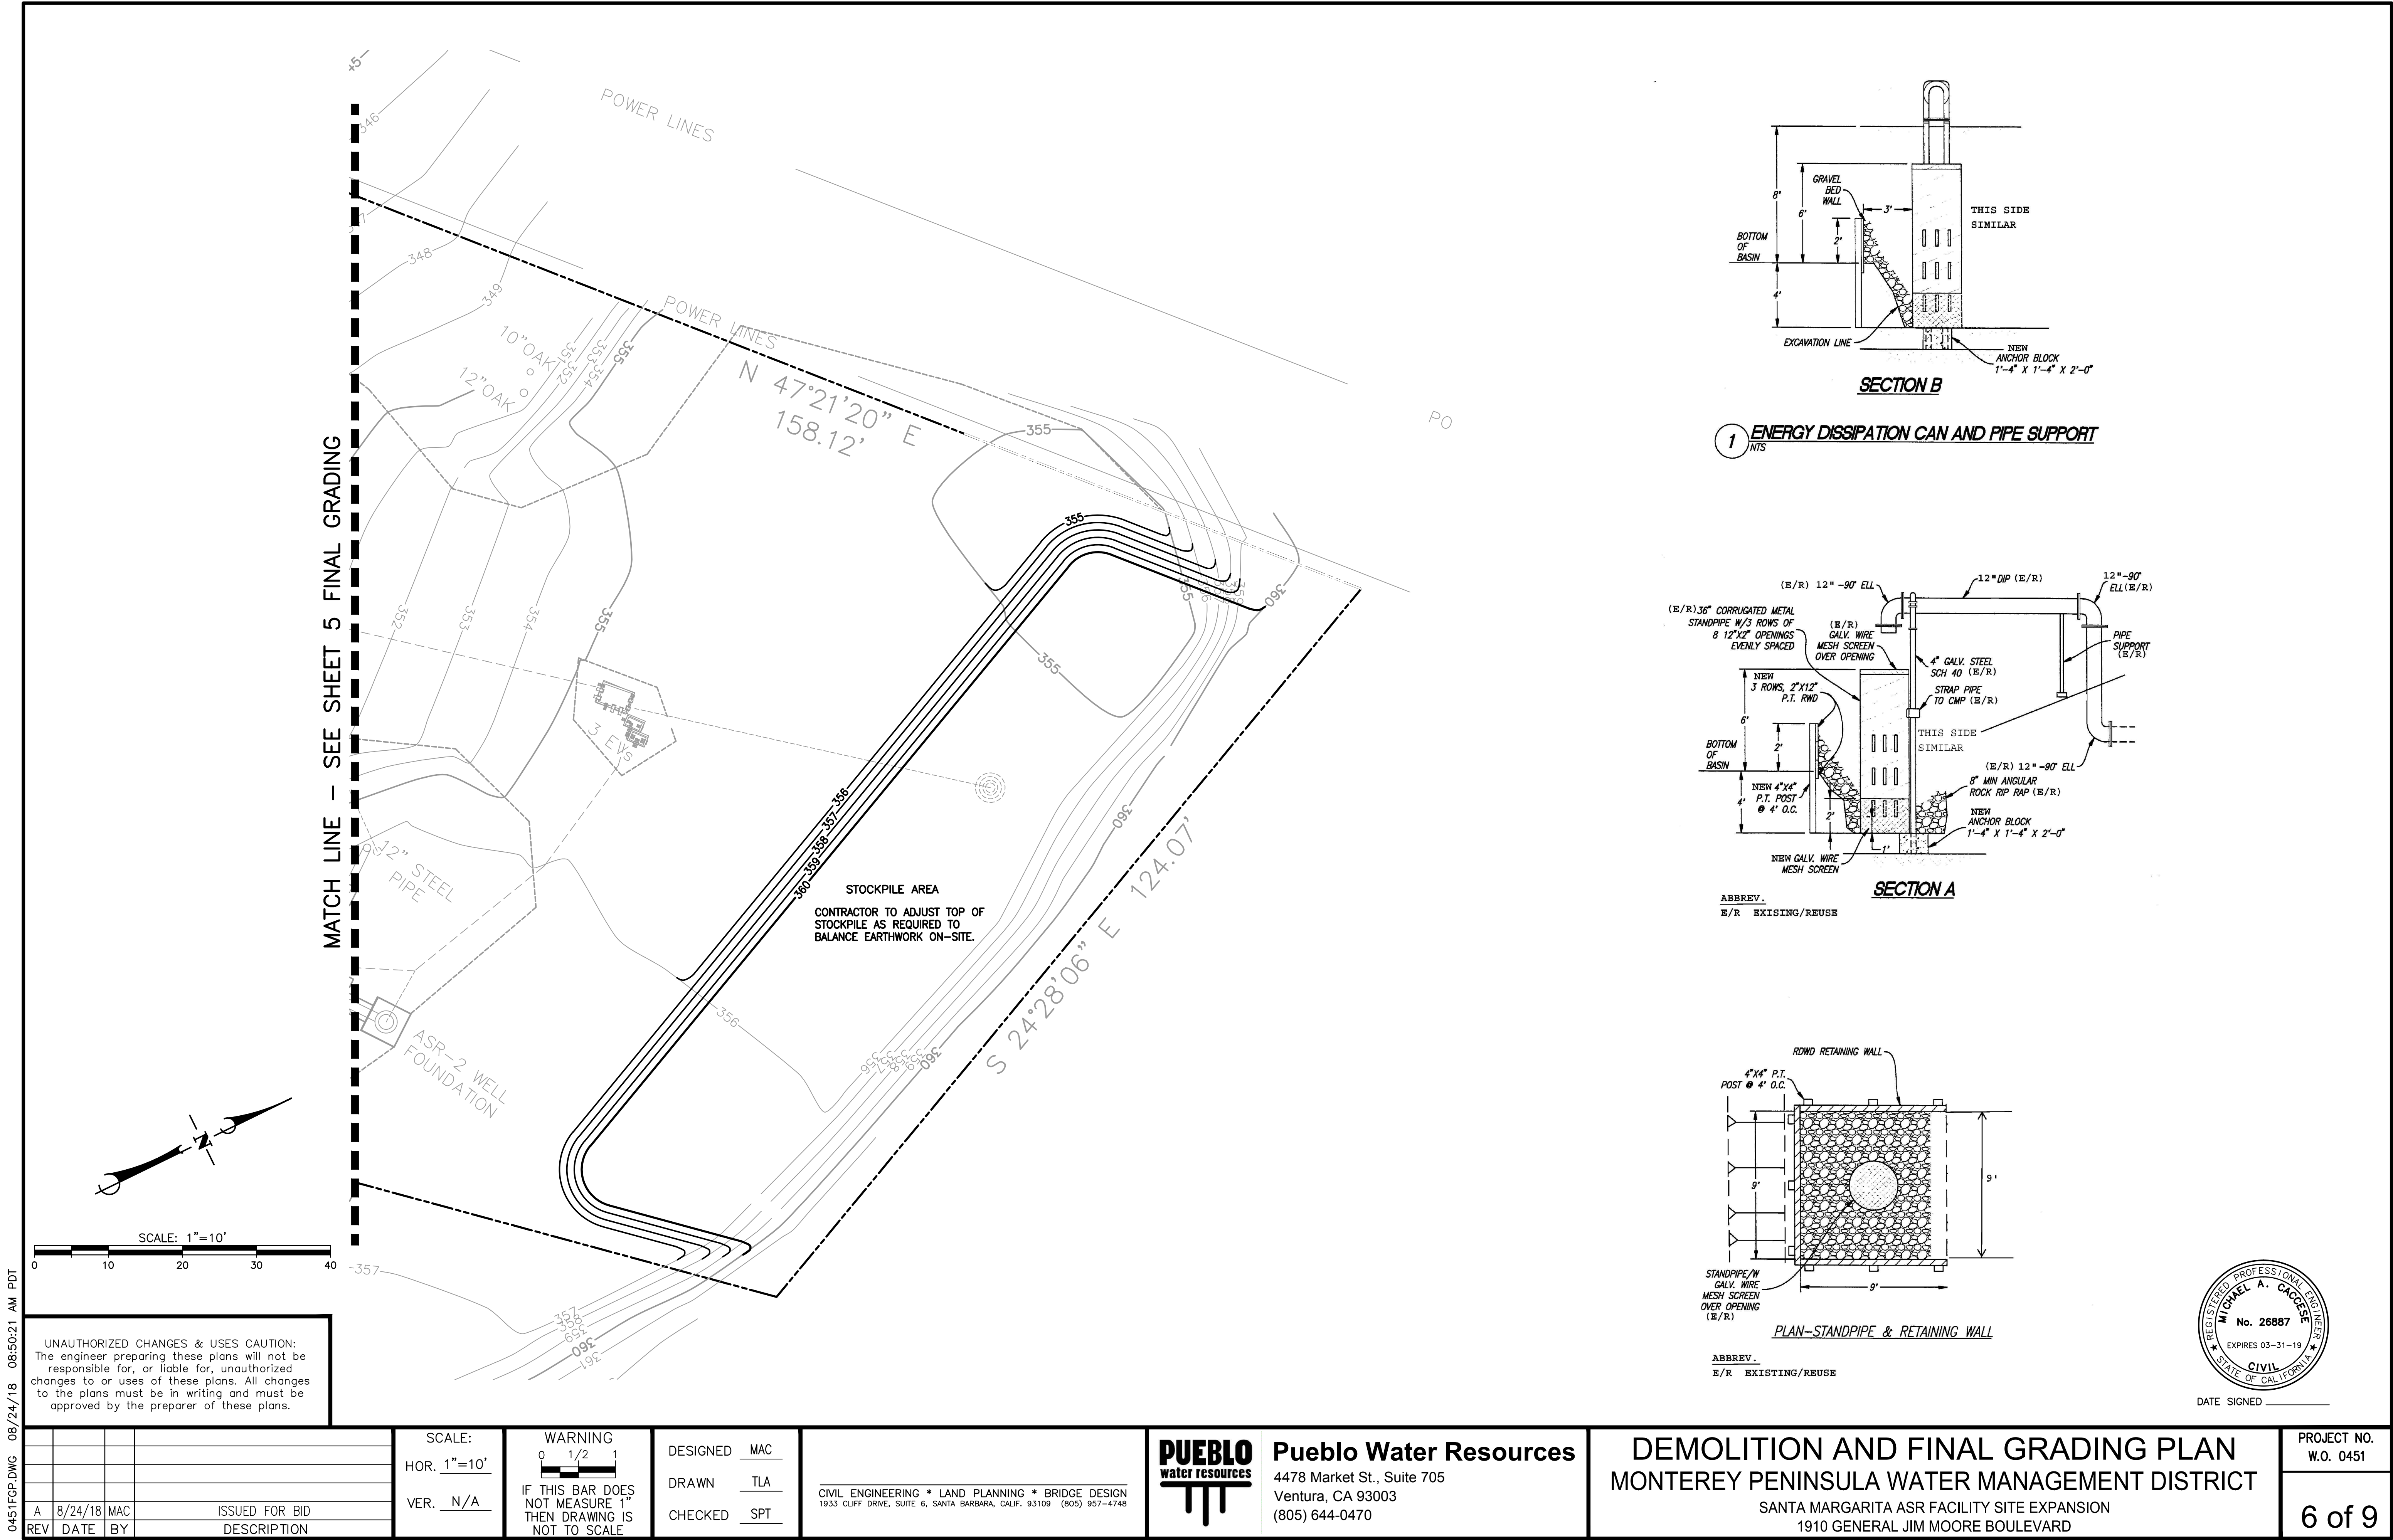 45
346
POWER LINES
348
349
10"OAK
12"OAK
351
352
353
354
355
POWER LINES
N 47°21'20" E
158.12'
PO
355
355
355
360
355
MATCH LINE - SEE SHEET 5 FINAL GRADING
352
353
354
355
3 EVs
12" STEEL
PIPE
356
357
358
359
360
360
STOCKPILE AREA
CONTRACTOR TO ADJUST TOP OF
STOCKPILE AS REQUIRED TO
BALANCE EARTHWORK ON-SITE.
S 24°28'06" E 124.07'
356
356
357
358
359
360
ASR-2 WELL
FOUNDATION
N
SCALE: 1"=10'
0 10 20 30 40
-357
357
358
359
360
361
GRAVEL
BED
WALL
8'
6'
3'
2'
THIS SIDE
SIMILAR
BOTTOM
OF
BASIN
4'
EXCAVATION LINE
NEW
ANCHOR BLOCK
1'-4" X 1'-4" X 2'-0"
SECTION B
1 ENERGY DISSIPATION CAN AND PIPE SUPPORT
NTS
(E/R) 12" -90° ELL
12"DIP (E/R)
12"-90°
ELL(E/R)
(E/R)36" CORRUGATED METAL
STANDPIPE W/3 ROWS OF
8 12"X2" OPENINGS
EVENLY SPACED
(E/R)
GALV. WIRE
MESH SCREEN
OVER OPENING
PIPE
SUPPORT
(E/R)
4" GALV. STEEL
SCH 40 (E/R)
NEW
3 ROWS, 2"X12"
P.T. RWD
STRAP PIPE
TO CMP (E/R)
6'
2'
THIS SIDE
SIMILAR
BOTTOM
OF
BASIN
(E/R) 12" -90° ELL
NEW 4"X4"
P.T. POST
@ 4' O.C.
4'
2'
8" MIN ANGULAR
ROCK RIP RAP (E/R)
NEW
ANCHOR BLOCK
1'-4" X 1'-4" X 2'-0"
1'
NEW GALV. WIRE
MESH SCREEN
SECTION A
ABBREV.
E/R EXISING/REUSE
RDWD RETAINING WALL
4"X4" P.T.
POST @ 4' O.C.
9'
9'
9'
STANDPIPE/W
GALV. WIRE
MESH SCREEN
OVER OPENING
(E/R)
PLAN-STANDPIPE & RETAINING WALL
ABBREV.
E/R EXISTING/REUSE
REGISTERED PROFESSIONAL ENGINEER
MICHAEL A. CACCESE
No. 26887
EXPIRES 03-31-19
CIVIL
STATE OF CALIFORNIA
DATE SIGNED
UNAUTHORIZED CHANGES & USES CAUTION:
The engineer preparing these plans will not be
responsible for, or liable for, unauthorized
changes to or uses of these plans. All changes
to the plans must be in writing and must be
approved by the preparer of these plans.
0451FGP.DWG 08/24/18 08:50:21 AM PDT
A 8/24/18 MAC ISSUED FOR BID
REV DATE BY DESCRIPTION
SCALE:
HOR. 1"=10'
VER. N/A
WARNING
0 1/2 1
IF THIS BAR DOES
NOT MEASURE 1"
THEN DRAWING IS
NOT TO SCALE
DESIGNED MAC
DRAWN TLA
CHECKED SPT
CIVIL ENGINEERING * LAND PLANNING * BRIDGE DESIGN
1933 CLIFF DRIVE, SUITE 6, SANTA BARBARA, CALIF. 93109 (805) 957-4748
PUEBLO
water resources
Pueblo Water Resources
4478 Market St., Suite 705
Ventura, CA 93003
(805) 644-0470
DEMOLITION AND FINAL GRADING PLAN
MONTEREY PENINSULA WATER MANAGEMENT DISTRICT
SANTA MARGARITA ASR FACILITY SITE EXPANSION
1910 GENERAL JIM MOORE BOULEVARD
PROJECT NO.
W.O. 0451
6 of 9